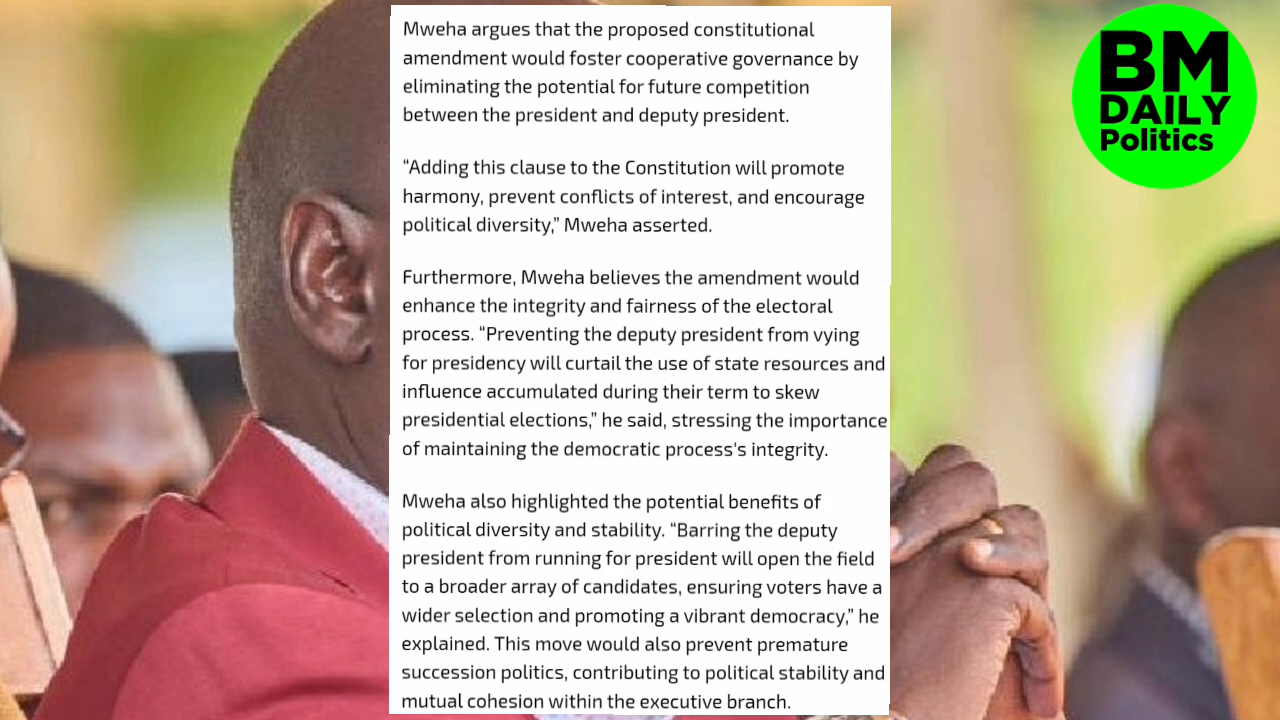 Mweha argues that the proposed constitutional
amendment would foster cooperative governance by
eliminating the potential for future competition
between the president and deputy president.
“Adding this clause to the Constitution will promote
harmony, prevent conflicts of interest, and encourage
political diversity,” Mweha asserted.
Furthermore, Mweha believes the amendment would
enhance the integrity and fairness of the electoral
process. “Preventing the deputy president from vying
for presidency will curtail the use of state resources and
influence accumulated during their term to skew
presidential elections,” he said, stressing the importance
of maintaining the democratic process's integrity.
Mweha also highlighted the potential benefits of
political diversity and stability. “Barring the deputy
president from running for president will open the field
to a broader array of candidates, ensuring voters have a
wider selection and promoting a vibrant democracy,” he
explained. This move would also prevent premature
succession politics, contributing to political stability and
mutual cohesion within the executive branch.
BM
DAILY
Politics